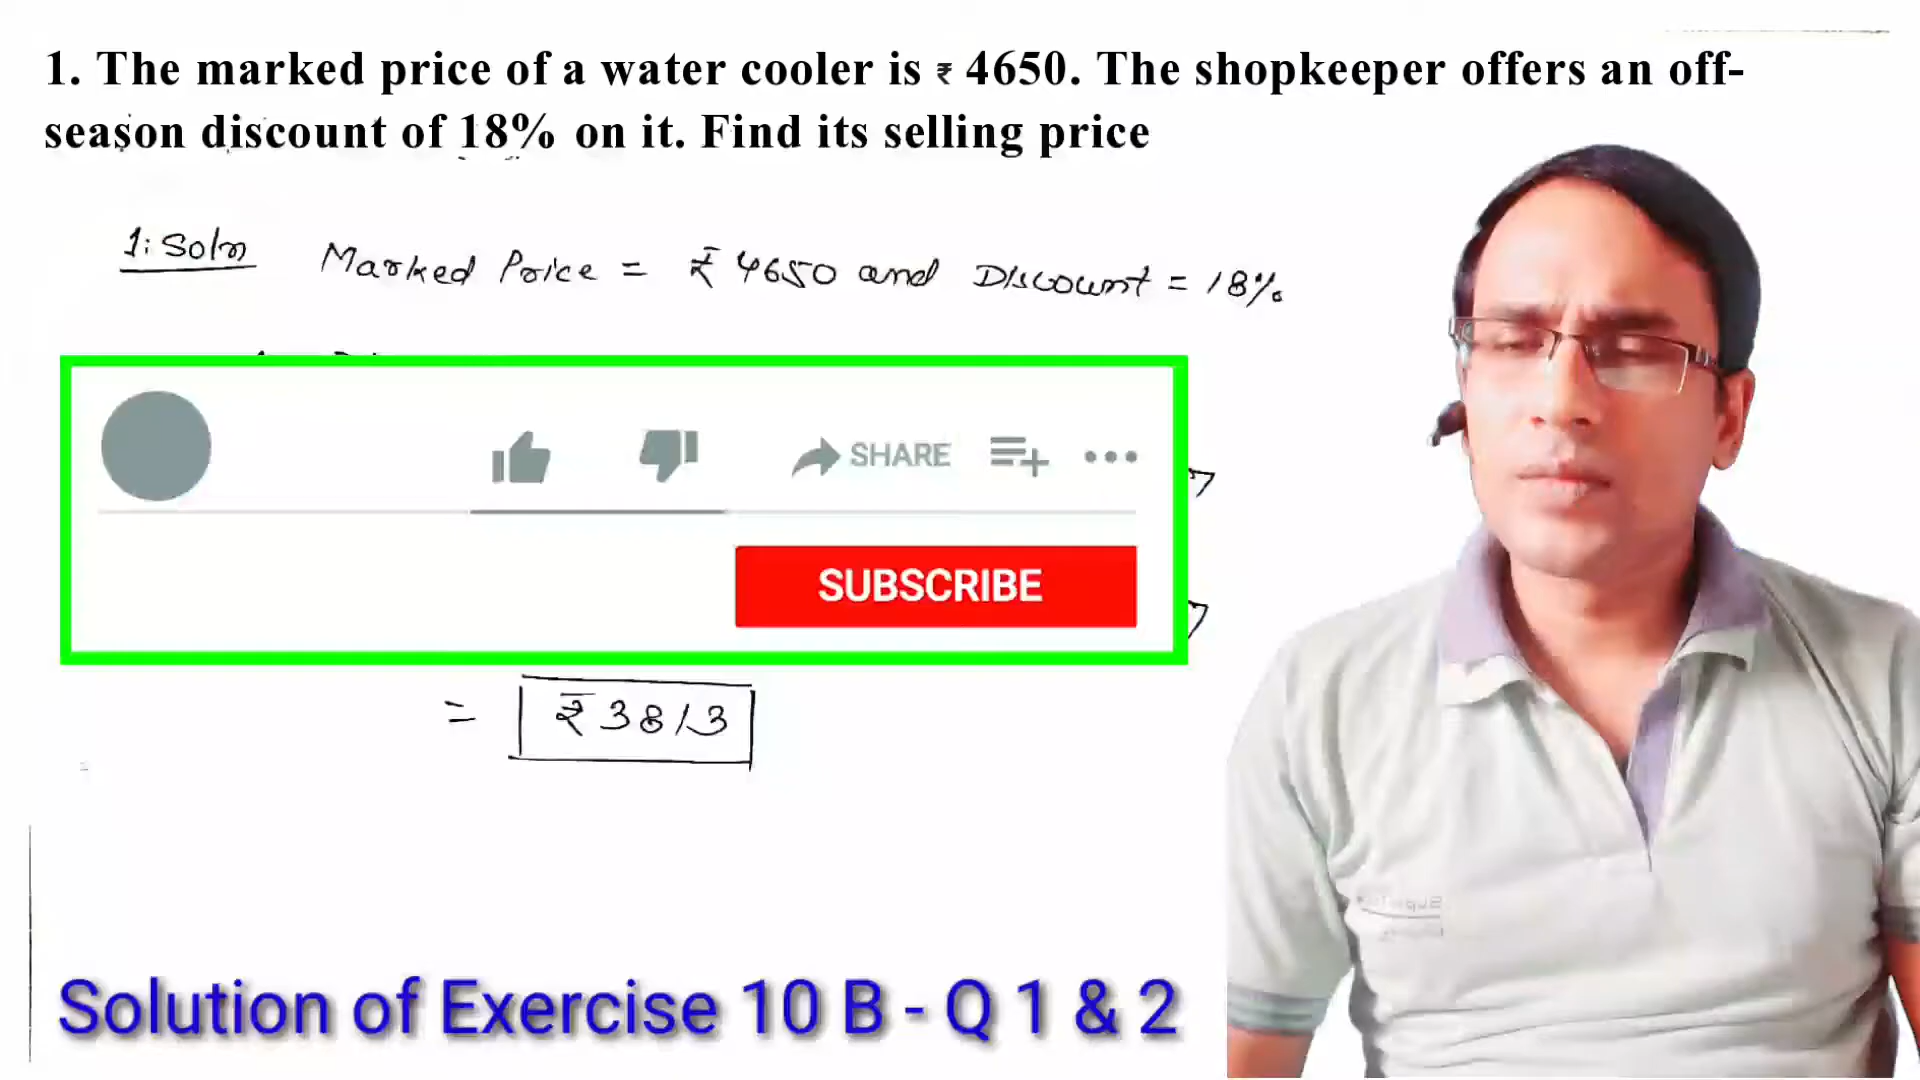 1. The marked price of a water cooler is ₹ 4650. The shopkeeper offers an off-
season discount of 18% on it. Find its selling price
1: Soln Marked Price = ₹ 4650 and Discount = 18%
SHARE
SUBSCRIBE
= ₹ 3813
Solution of Exercise 10 B - Q 1 & 2